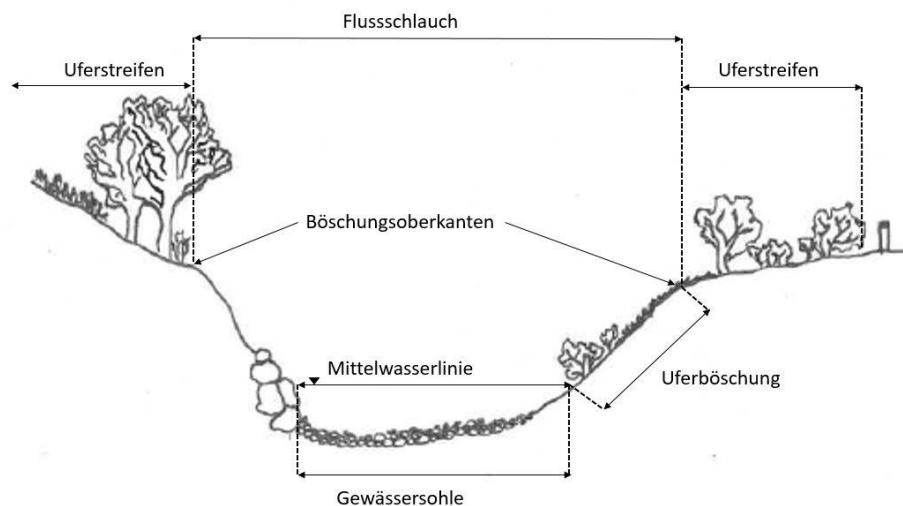 Flussschlauch
Uferstreifen
Uferstreifen
Böschungsoberkanten
Mittelwasserlinie
Uferböschung
Gewässersohle